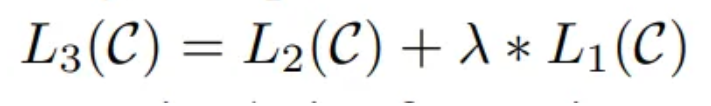 L₃(𝒞) = L₂(𝒞) + λ * L₁(𝒞)